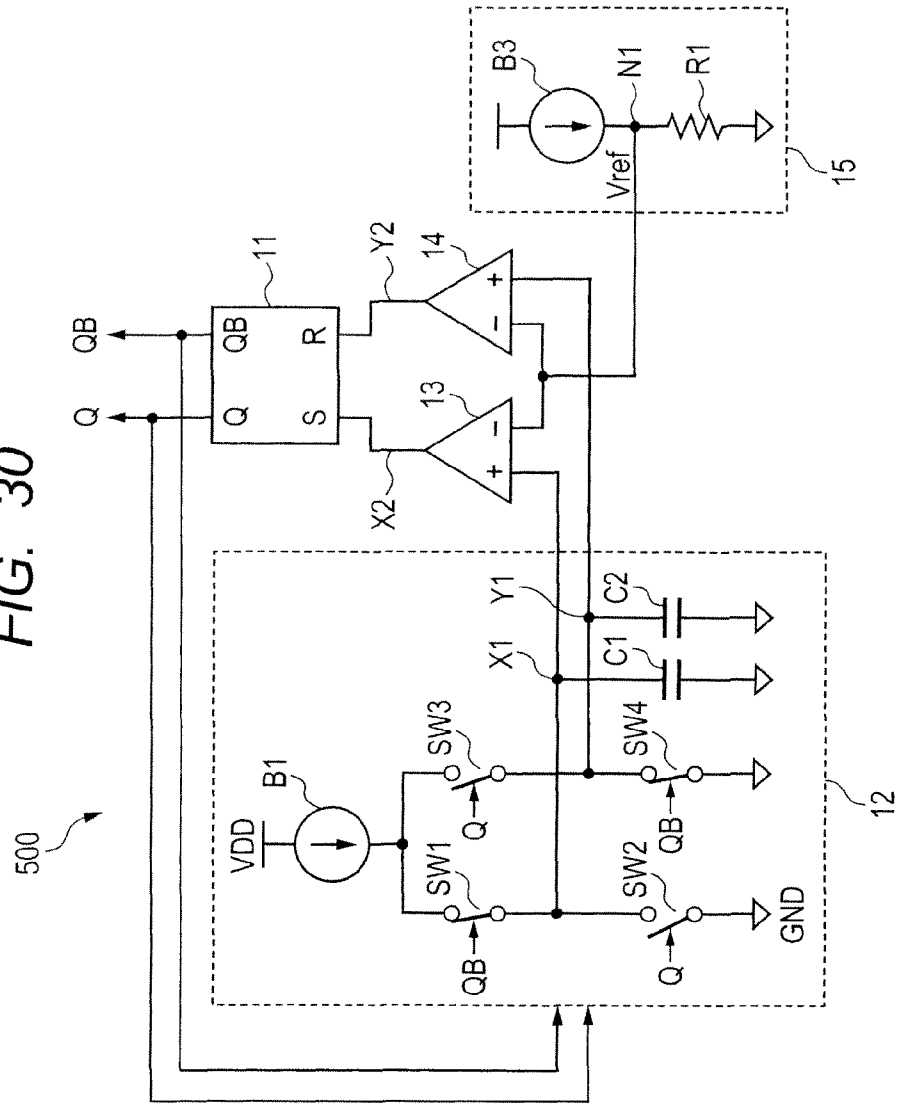 FIG. 30
500
Q
QB
11
Q
QB
S
R
X2
Y2
13
14
+
−
−
+
B3
N1
Vref
R1
15
VDD
B1
SW1
SW3
QB
Q
X1
Y1
SW2
SW4
Q
QB
C1
C2
GND
12